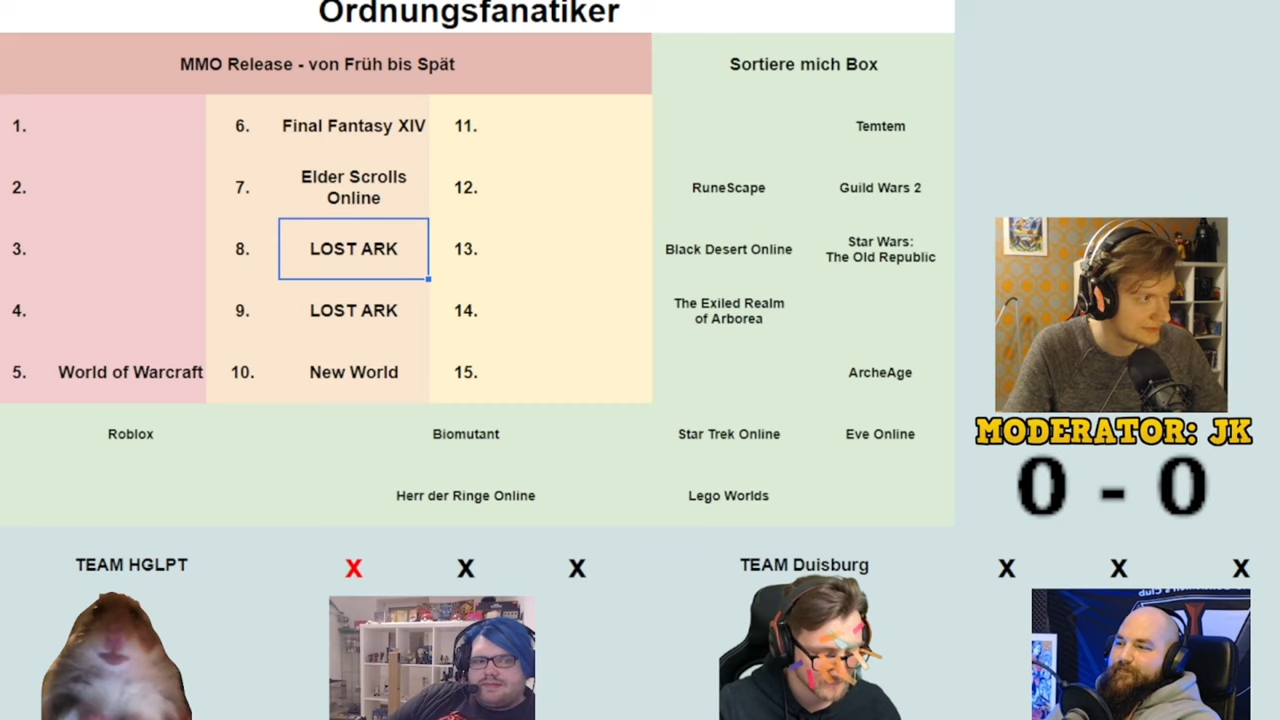 Ordnungsfanatiker
MMO Release - von Früh bis Spät
Sortiere mich Box
1.
6.
Final Fantasy XIV
11.
Temtem
2.
7.
Elder Scrolls
Online
12.
RuneScape
Guild Wars 2
3.
8.
LOST ARK
13.
Black Desert Online
Star Wars:
The Old Republic
4.
9.
LOST ARK
14.
The Exiled Realm
of Arborea
5.
World of Warcraft
10.
New World
15.
ArcheAge
Roblox
Biomutant
Star Trek Online
Eve Online
Herr der Ringe Online
Lego Worlds
MODERATOR: JK
0 - 0
TEAM HGLPT
X
X
X
TEAM Duisburg
X
X
X